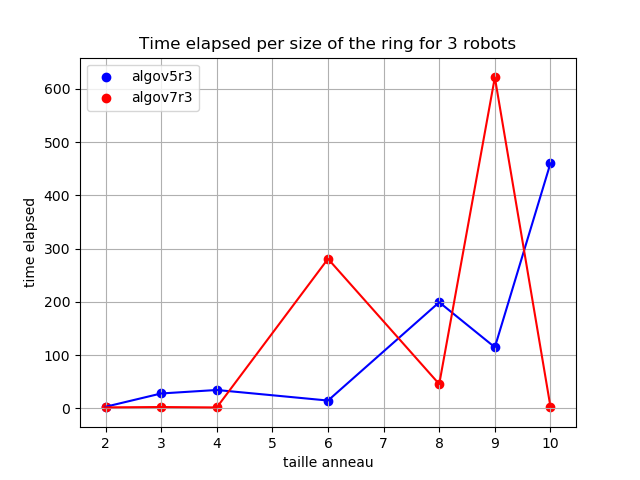 Time elapsed per size of the ring for 3 robots
algov5r3
algov7r3
600
500
400
300
200
100
0
time elapsed
2 3 4 5 6 7 8 9 10
taille anneau